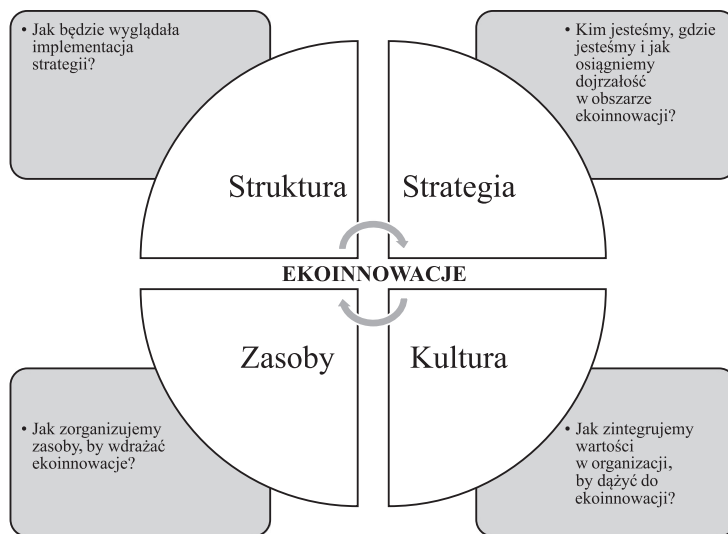 • Jak będzie wyglądała
implementacja
strategii?
• Kim jesteśmy, gdzie
jesteśmy i jak
osiągniemy
dojrzałość
w obszarze
ekoinnowacji?
Struktura
Strategia
EKOINNOWACJE
Zasoby
Kultura
• Jak zorganizujemy
zasoby, by wdrażać
ekoinnowacje?
• Jak zintegrujemy
wartości
w organizacji,
by dążyć do
ekoinnowacji?